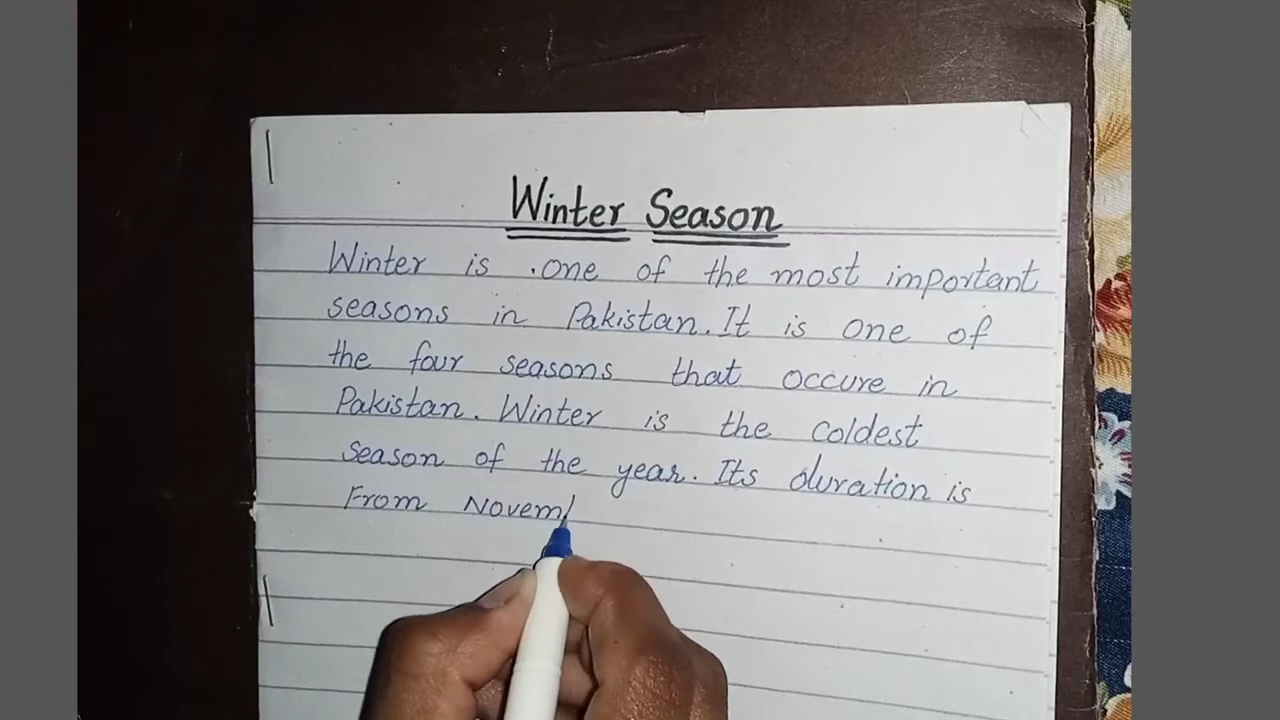 Winter Season
Winter is .one of the most important
seasons in Pakistan. It is one of
the four seasons that occure in
Pakistan. Winter is the coldest
season of the year. Its duration is
From Novem